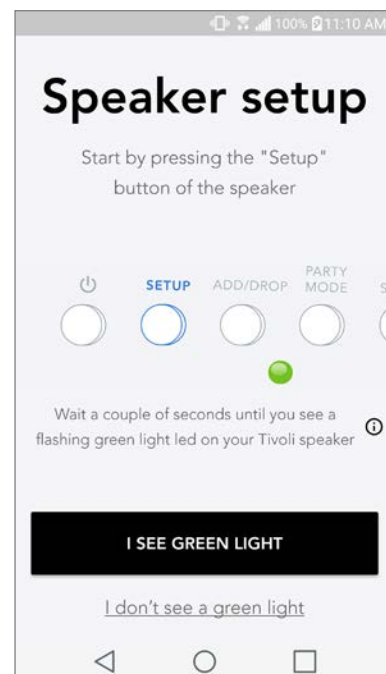 100% 11:10 AM
Speaker setup
Start by pressing the "Setup"
button of the speaker
PARTY
SETUP ADD/DROP MODE S
Wait a couple of seconds until you see a
flashing green light led on your Tivoli speaker
I SEE GREEN LIGHT
I don't see a green light